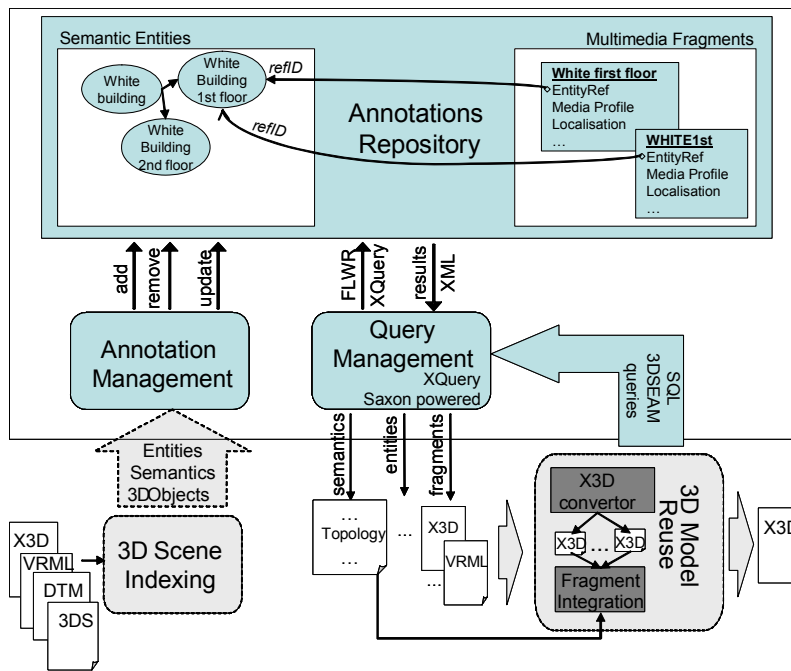 Semantic Entities
Multimedia Fragments
White
building
White
Building
1st floor
White
Building
2nd floor
refID
refID
Annotations
Repository
White first floor
EntityRef
Media Profile
Localisation
…
WHITE1st
EntityRef
Media Profile
Localisation
…
add
remove
update
FLWR
XQuery
results
XML
Annotation
Management
Query
Management
XQuery
Saxon powered
SQL
3DSEAM
queries
Entities
Semantics
3DObjects
semantics
entities
fragments
X3D
VRML
DTM
3DS
3D Scene
Indexing
…
Topology
…
…
X3D
…
VRML
X3D
convertor
X3D
…
X3D
Fragment
Integration
3D Model
Reuse
X3D